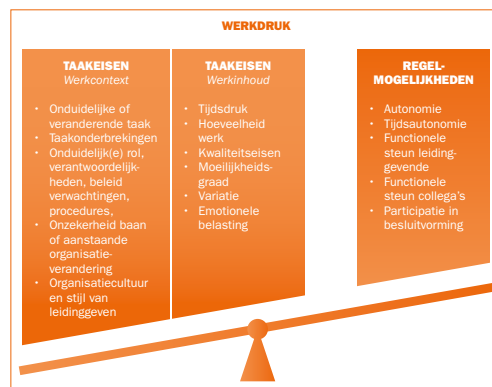 WERKDRUK
TAAKEISEN
Werkcontext
• Onduidelijke of
veranderende taak
• Taakonderbrekingen
• Onduidelijk(e) rol,
verantwoordelijk-
heden, beleid
verwachtingen,
procedures,
• Onzekerheid baan
of aanstaande
organisatie-
verandering
• Organisatiecultuur
en stijl van
leidinggeven
TAAKEISEN
Werkinhoud
• Tijdsdruk
• Hoeveelheid
werk
• Kwaliteitseisen
• Moeilijkheids-
graad
• Variatie
• Emotionele
belasting
REGEL-
MOGELIJKHEDEN
• Autonomie
• Tijdsautonomie
• Functionele
steun leiding-
gevende
• Functionele
steun collega's
• Participatie in
besluitvorming